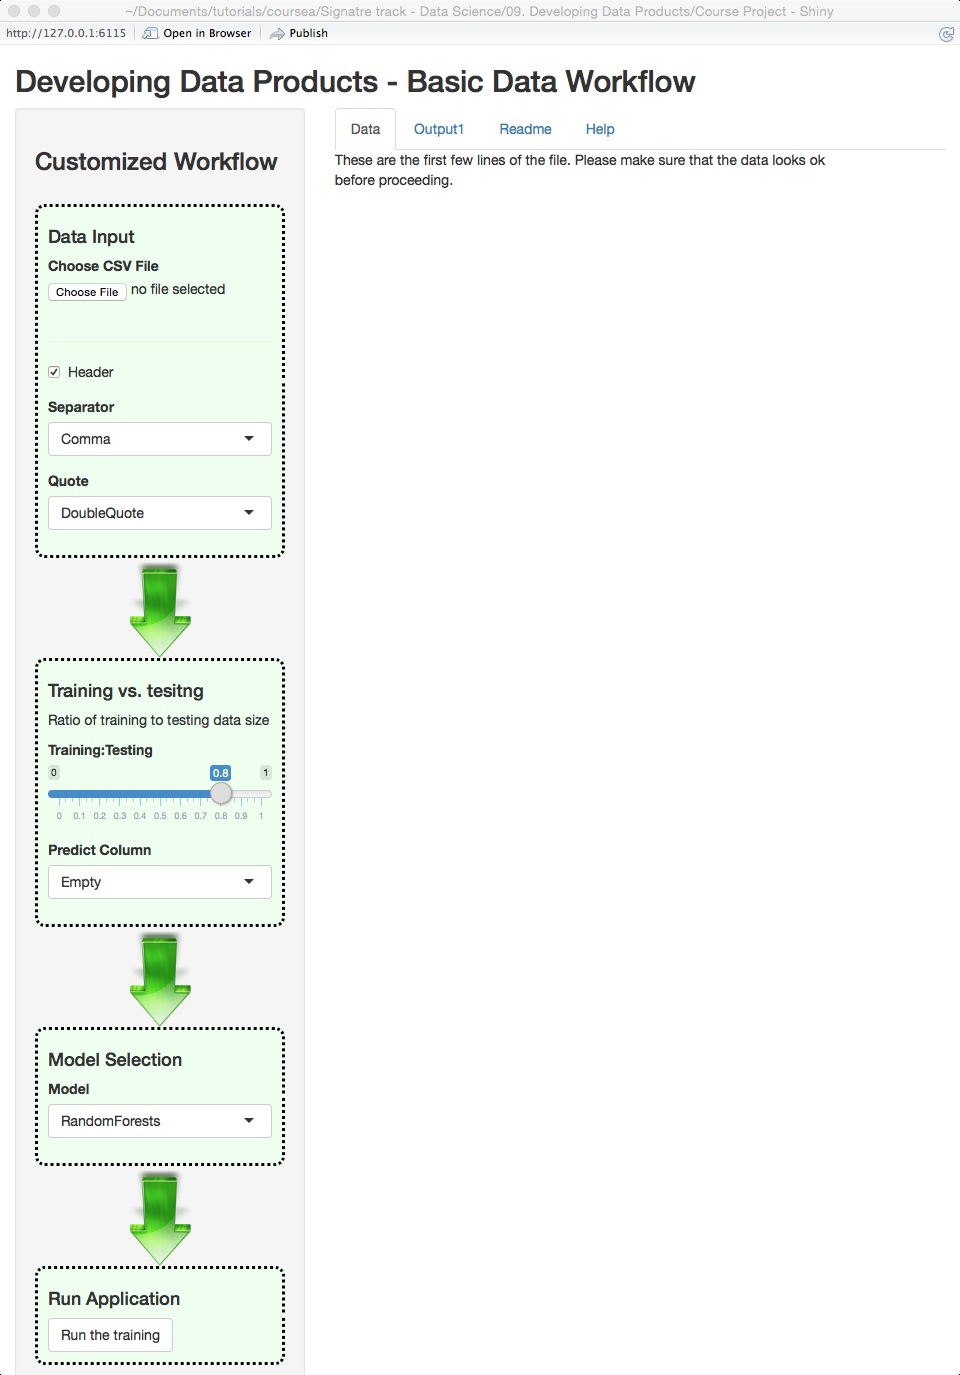 ~/Documents/tutorials/coursea/Signatre track - Data Science/09. Developing Data Products/Course Project - Shiny
http://127.0.0.1:6115 Open in Browser Publish
Developing Data Products - Basic Data Workflow
Customized Workflow
Data Input
Choose CSV File
Choose File no file selected
Header
Separator
Comma
Quote
DoubleQuote
Training vs. tesitng
Ratio of training to testing data size
Training:Testing
0 0.8 1
0 0.1 0.2 0.3 0.4 0.5 0.6 0.7 0.8 0.9 1
Predict Column
Empty
Model Selection
Model
RandomForests
Run Application
Run the training
Data Output1 Readme Help
These are the first few lines of the file. Please make sure that the data looks ok
before proceeding.